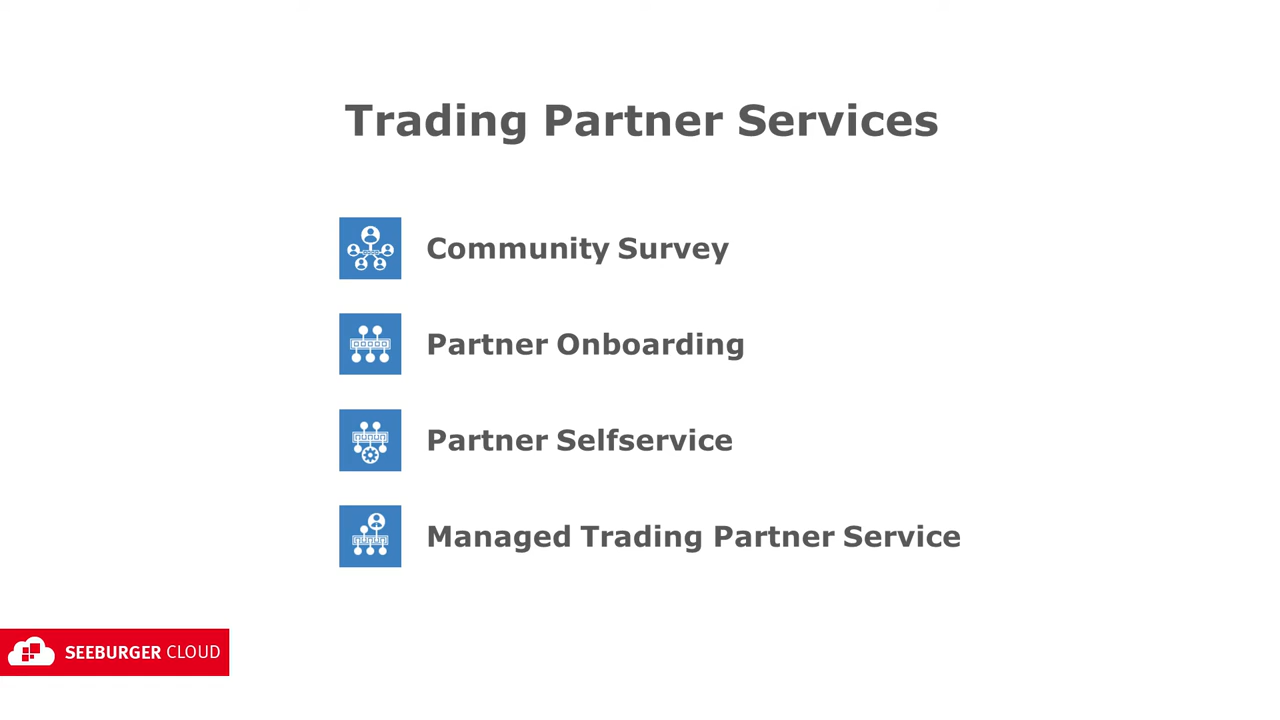 Trading Partner Services
Community Survey
Partner Onboarding
Partner Selfservice
Managed Trading Partner Service
SEEBURGER CLOUD